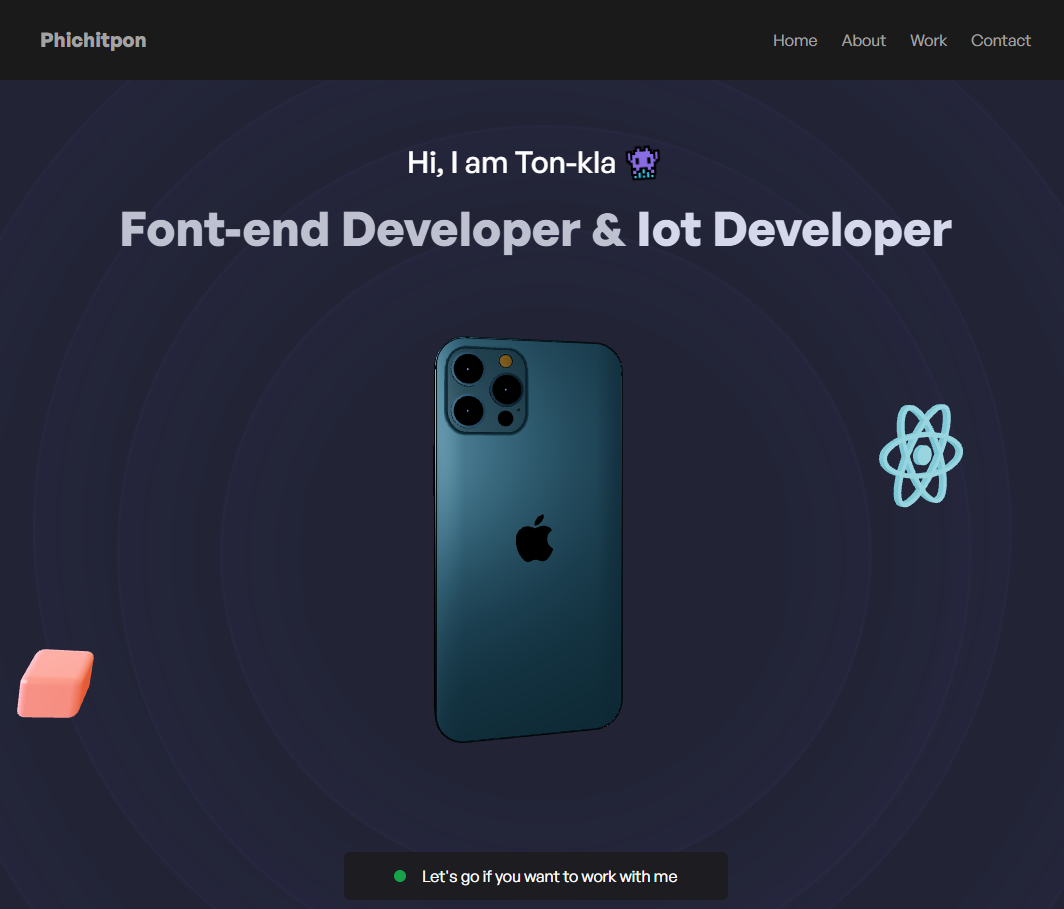 Phichitpon
Home About Work Contact
Hi, I am Ton-kla
Font-end Developer & Iot Developer
Let's go if you want to work with me